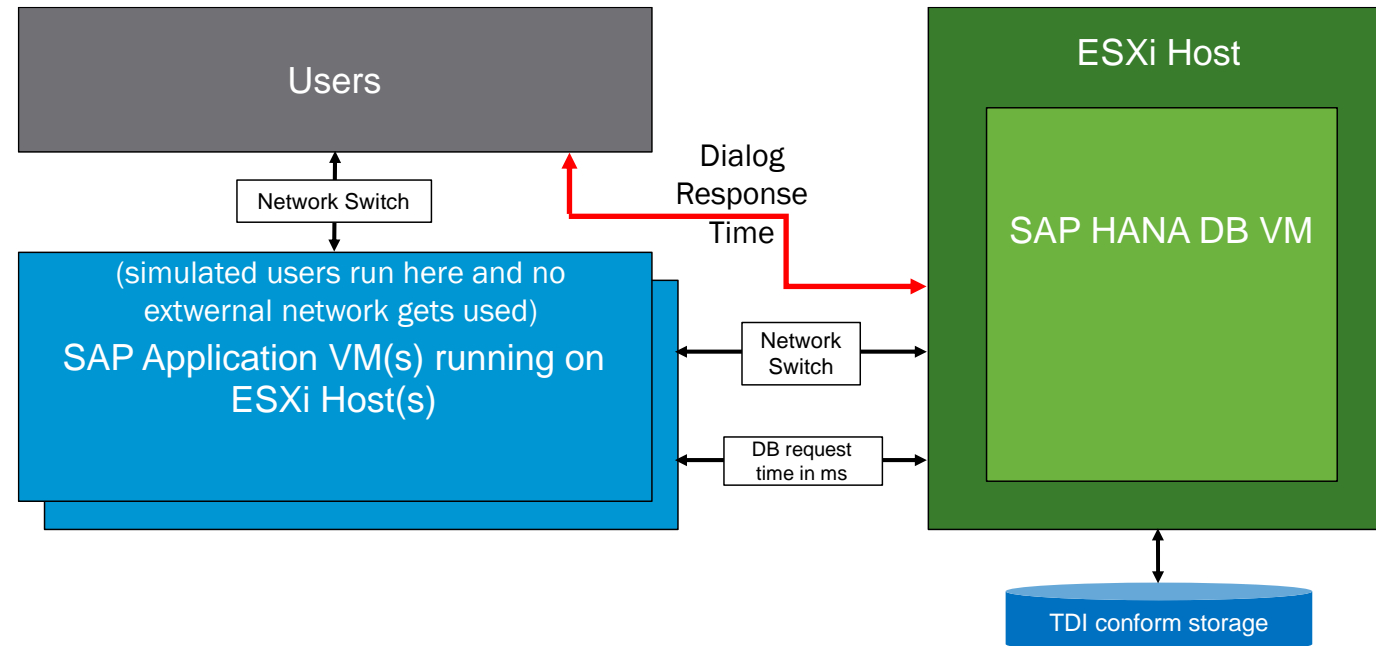 Users
ESXi Host
Dialog
Response
Time
Network Switch
SAP HANA DB VM
(simulated users run here and no
extwernal network gets used)
SAP Application VM(s) running on
ESXi Host(s)
Network
Switch
DB request
time in ms
TDI conform storage